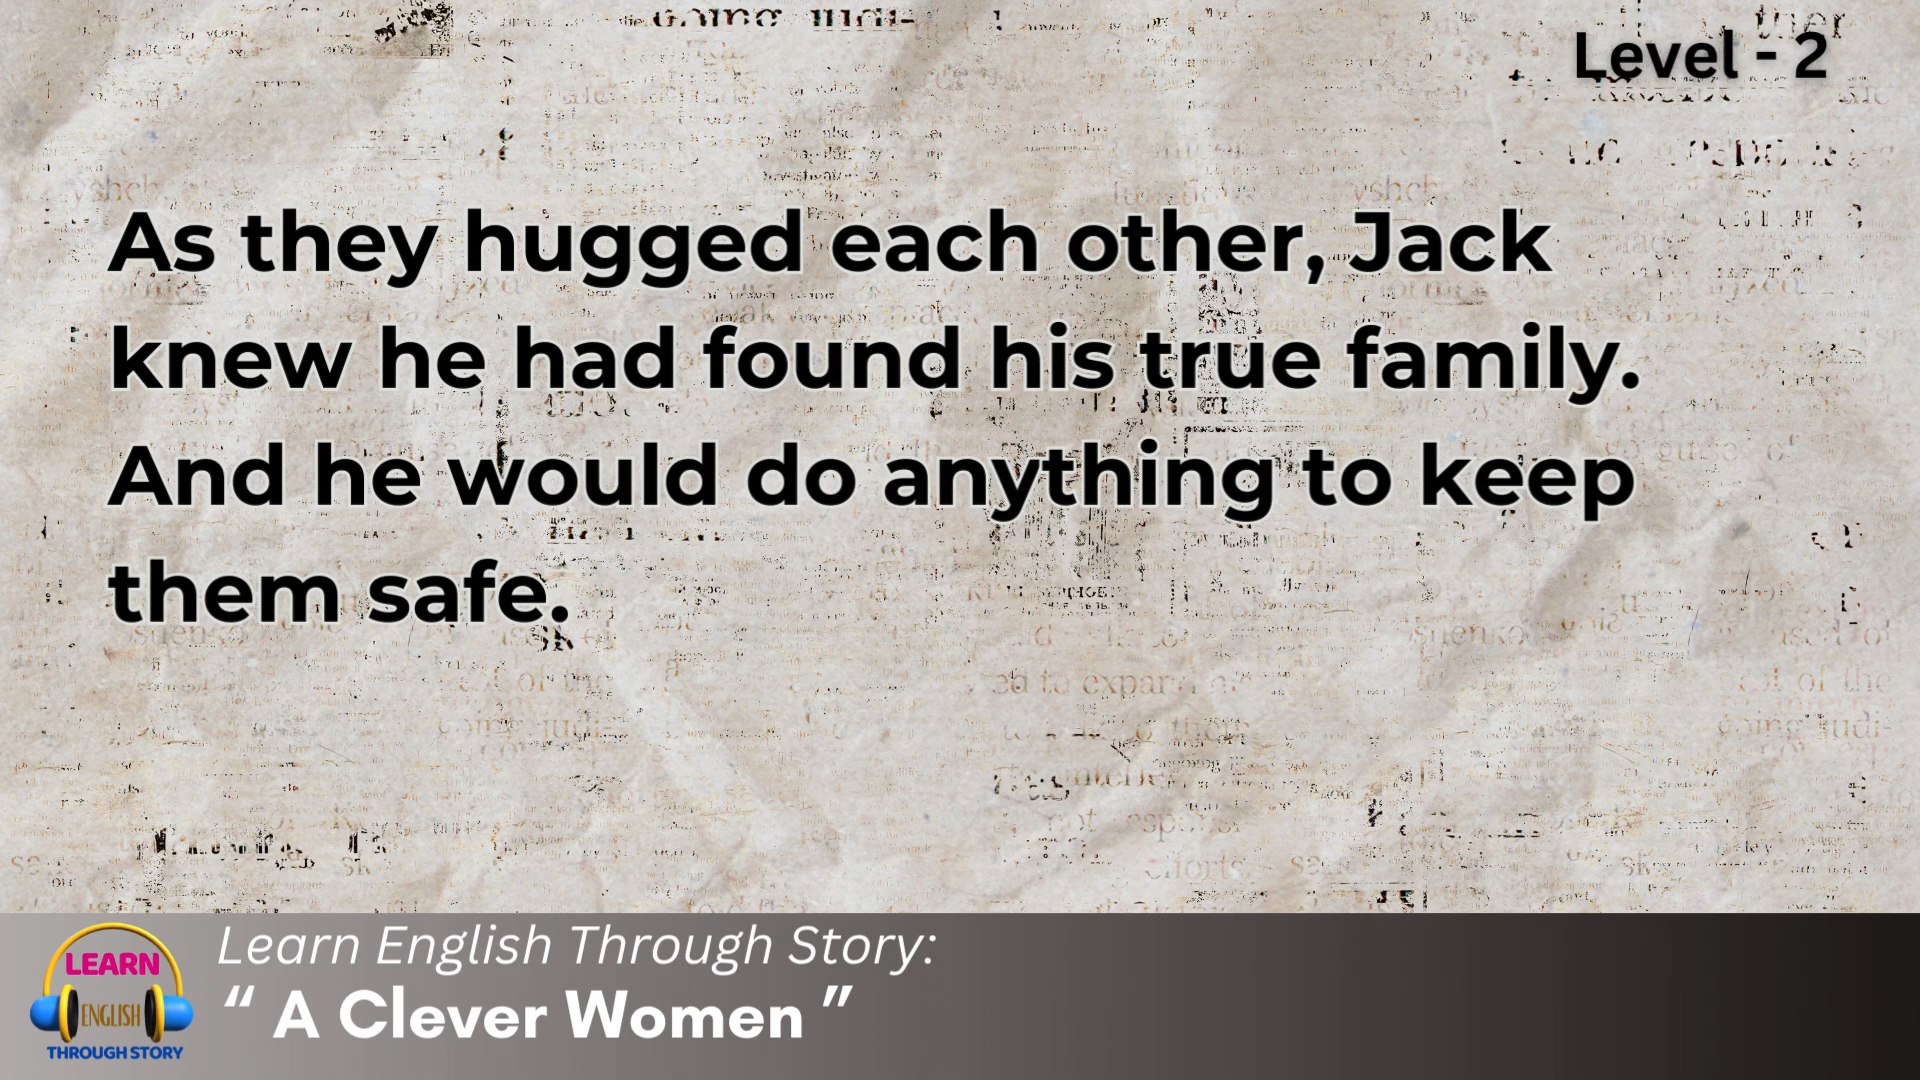 Level - 2
As they hugged each other, Jack
knew he had found his true family.
And he would do anything to keep
them safe.
LEARN
ENGLISH
THROUGH STORY
Learn English Through Story:
“ A Clever Women ”